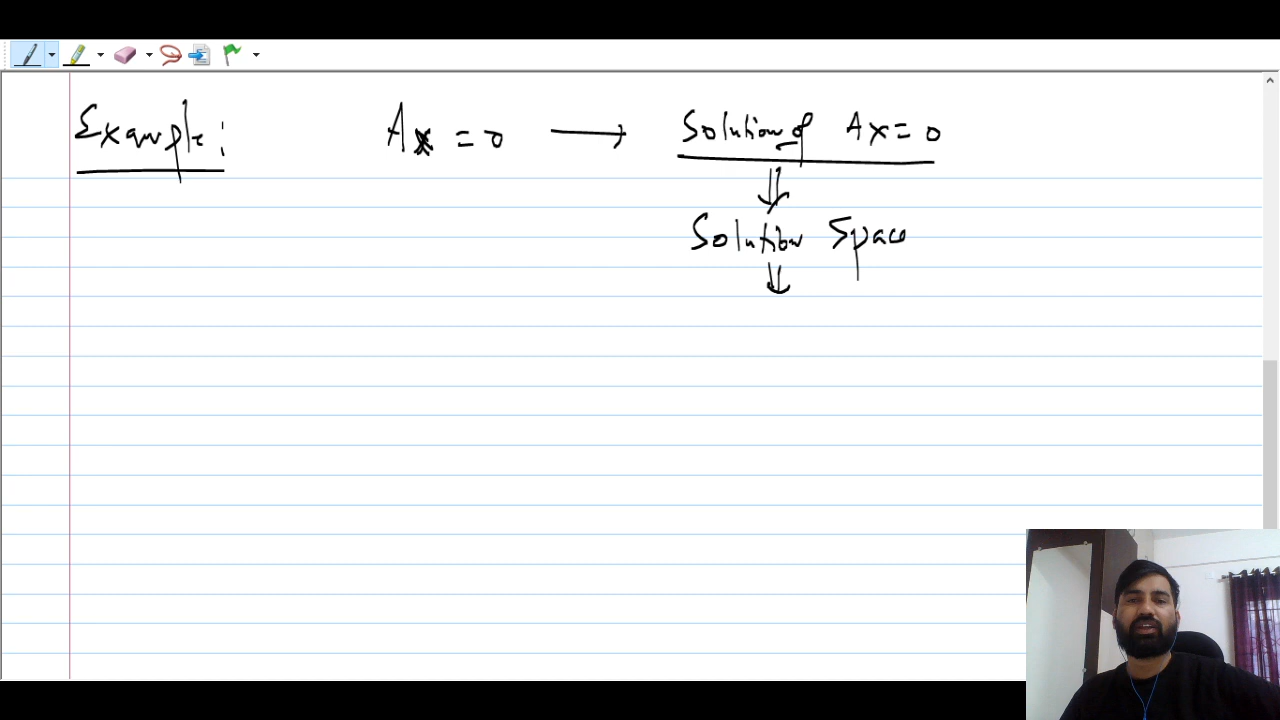 Example: Ax = 0 → Solution of Ax = 0
⇓
Solution Space
⇓